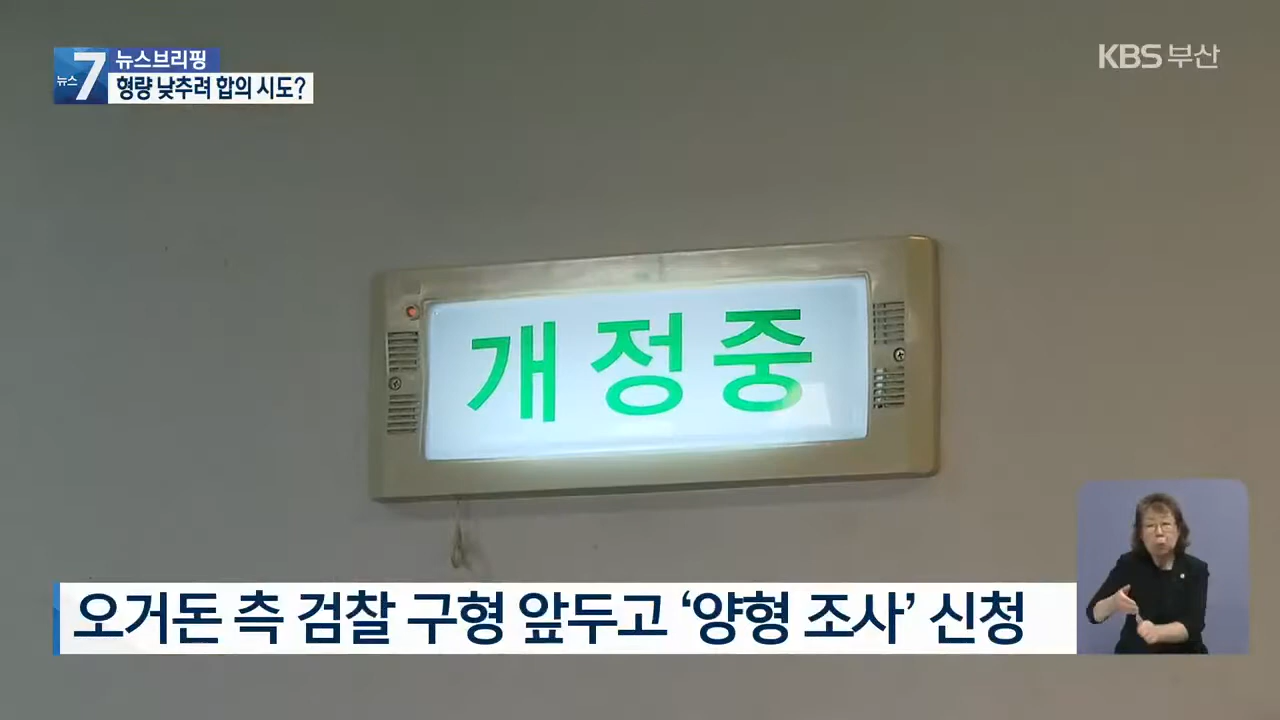 뉴스 7
뉴스브리핑
형량 낮추려 합의 시도?
KBS 부산
개정중
오거돈 측 검찰 구형 앞두고 ‘양형 조사’ 신청